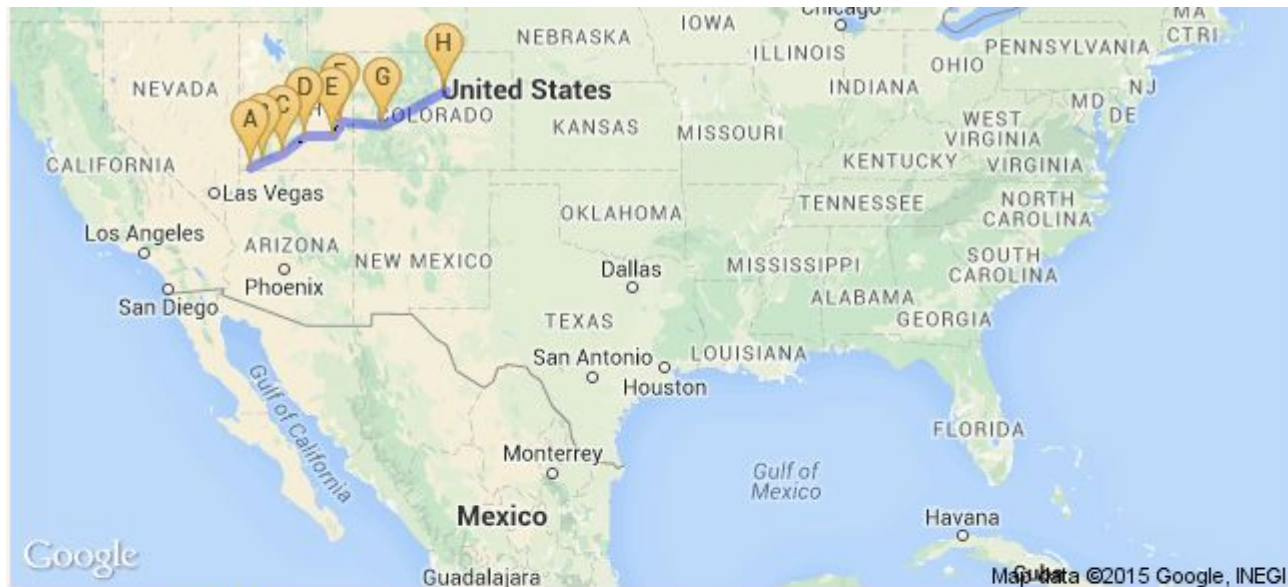 Chicago
IOWA
MA
CTRI
NEBRASKA
PENNSYLVANIA
ILLINOIS
OHIO
H
INDIANA
NEVADA
D
E
G
United States
NJ
MD
DE
A
C
COLORADO
KANSAS
MISSOURI
WEST
VIRGINIA
CALIFORNIA
KENTUCKY
VIRGINIA
Las Vegas
TENNESSEE
NORTH
CAROLINA
OKLAHOMA
Los Angeles
ARIZONA
NEW MEXICO
Phoenix
Dallas
MISSISSIPPI
SOUTH
CAROLINA
San Diego
ALABAMA
TEXAS
GEORGIA
San Antonio
LOUISIANA
Houston
Gulf of California
FLORIDA
Monterrey
Gulf of
Mexico
Mexico
Havana
Google
Guadalajara
Cuba
Map data ©2015 Google, INEGI